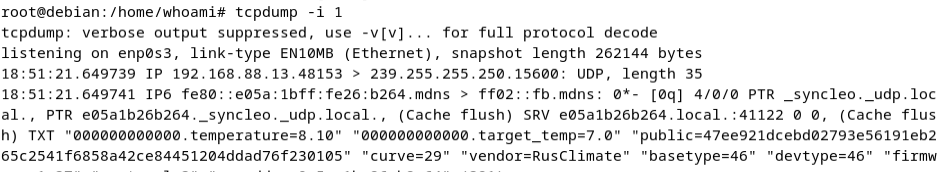 root@debian:/home/whoami# tcpdump -i 1
tcpdump: verbose output suppressed, use -v[v]... for full protocol decode
listening on enp0s3, link-type EN10MB (Ethernet), snapshot length 262144 bytes
18:51:21.649739 IP 192.168.88.13.48153 > 239.255.255.250.15600: UDP, length 35
18:51:21.649741 IP6 fe80::e05a:1bff:fe26:b264.mdns > ff02::fb.mdns: 0*- [0q] 4/0/0 PTR _syncleo._udp.loc
al., PTR e05a1b26b264._syncleo._udp.local., (Cache flush) SRV e05a1b26b264.local.:41122 0 0, (Cache flus
h) TXT "000000000000.temperature=8.10" "000000000000.target_temp=7.0" "public=47ee921dcebd02793e56191eb2
65c2541f6858a42ce84451204ddad76f230105" "curve=29" "vendor=RusClimate" "basetype=46" "devtype=46" "firmw